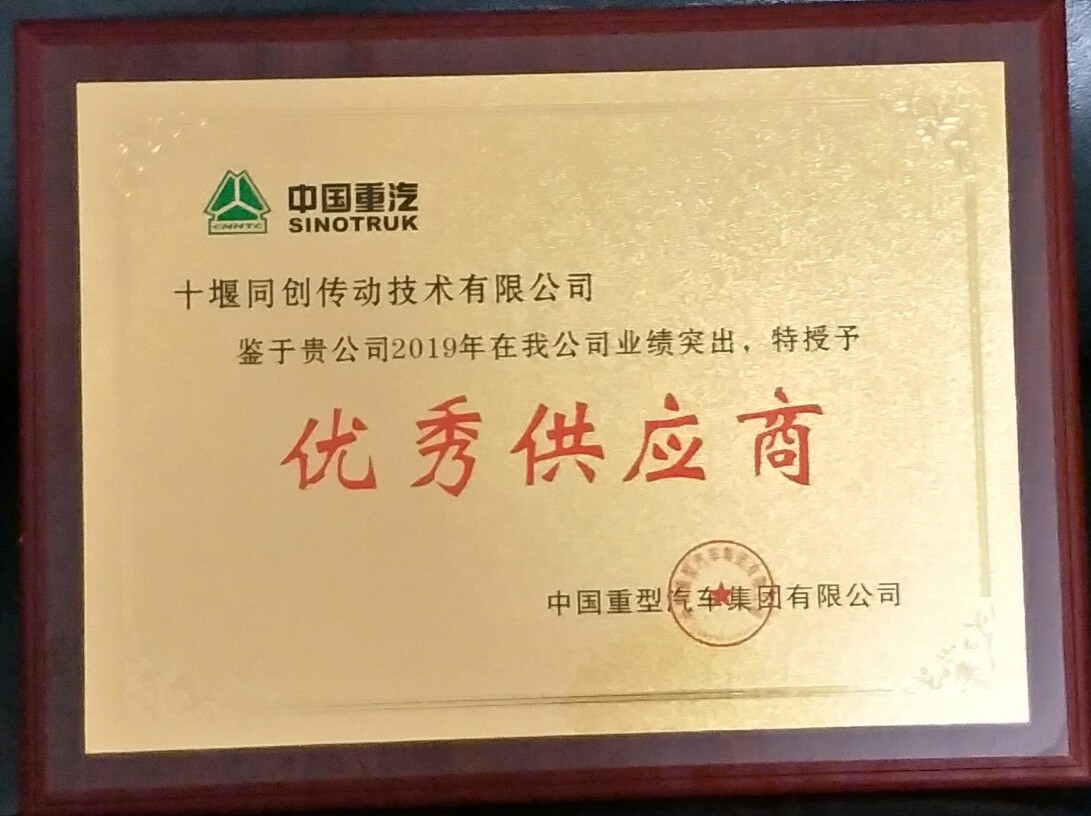 中国重汽
SINOTRUK
CNHTC
十堰同创传动技术有限公司
鉴于贵公司2019年在我公司业绩突出，特授予
优秀供应商
中国重型汽车集团有限公司